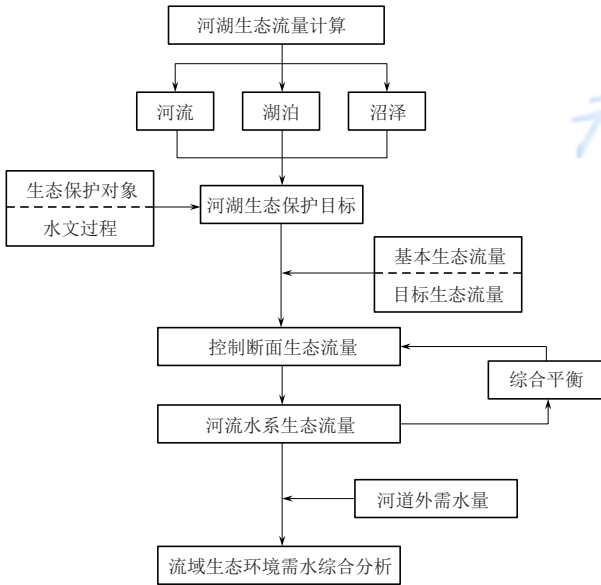 河湖生态流量计算
河流
湖泊
沼泽
生态保护对象
水文过程
河湖生态保护目标
基本生态流量
目标生态流量
控制断面生态流量
综合平衡
河流水系生态流量
河道外需水量
流域生态环境需水综合分析